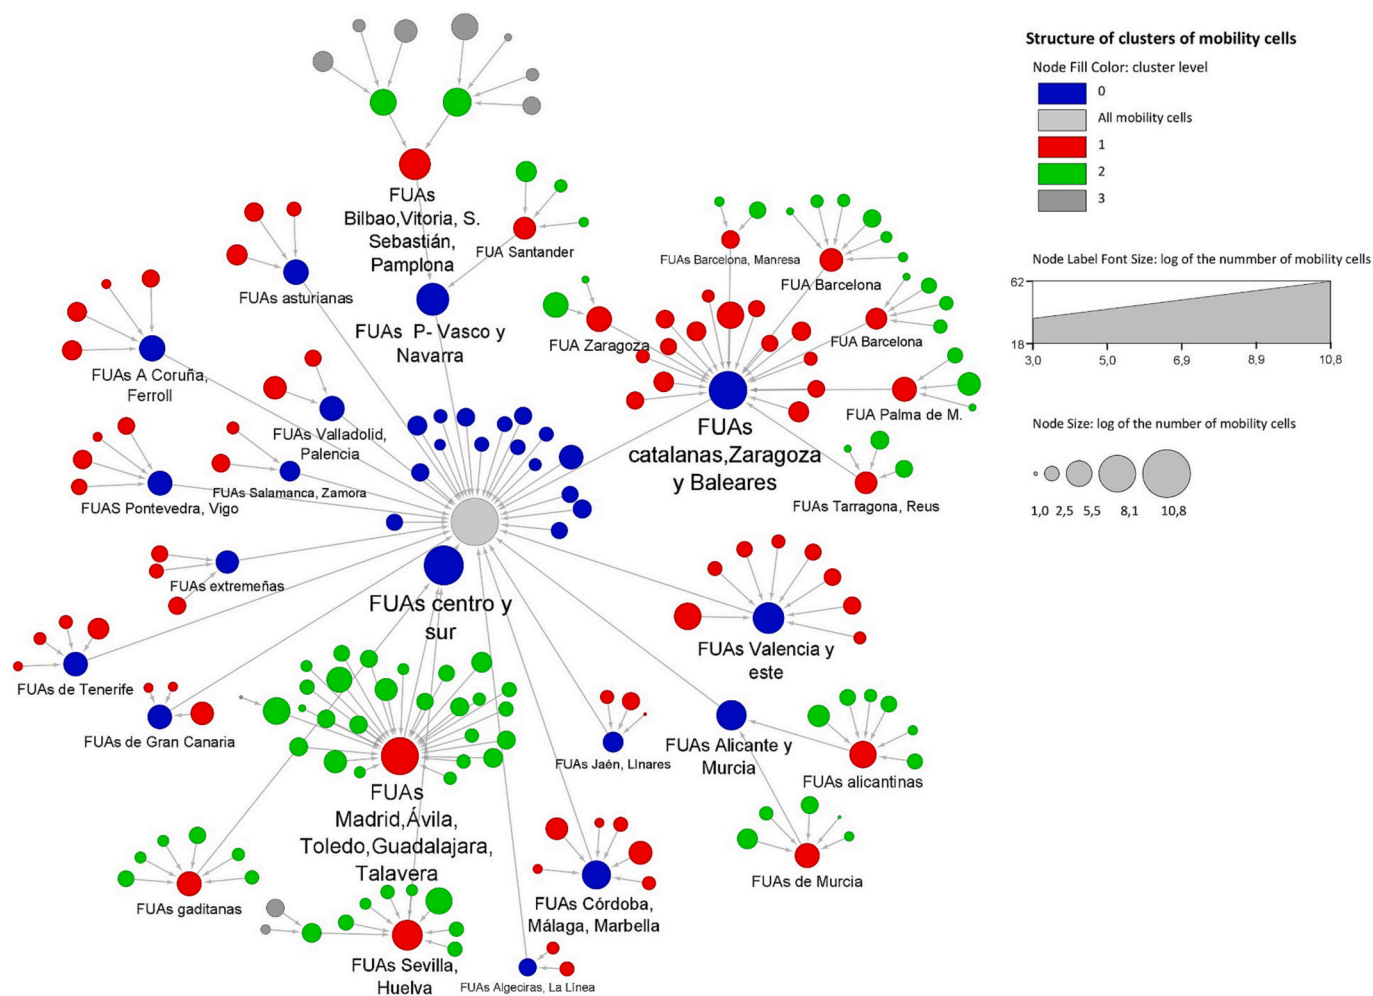 Structure of clusters of mobility cells
Node Fill Color: cluster level
0
All mobility cells
1
2
3
Node Label Font Size: log of the nummber of mobility cells
62
18
3,0 5,0 6,9 8,9 10,8
Node Size: log of the number of mobility cells
1,0 2,5 5,5 8,1 10,8
FUAs
Bilbao,Vitoria, S.
Sebastián,
Pamplona
FUA Santander
FUAs asturianas
FUAs P- Vasco y
Navarra
FUAs A Coruña,
Ferroll
FUAs Valladolid,
Palencia
FUAs Salamanca, Zamora
FUAS Pontevedra, Vigo
FUAs Barcelona, Manresa
FUA Barcelona
FUA Zaragoza
FUA Barcelona
FUA Palma de M.
FUAs
catalanas,Zaragoza
y Baleares
FUAs Tarragona, Reus
FUAs extremeñas
FUAs centro y
sur
FUAs de Tenerife
FUAs de Gran Canaria
FUAs Valencia y
este
FUAs Jaén, LInares
FUAs Alicante y
Murcia
FUAs alicantinas
FUAs de Murcia
FUAs
Madrid,Ávila,
Toledo,Guadalajara,
Talavera
FUAs gaditanas
FUAs Córdoba,
Málaga, Marbella
FUAs Sevilla,
Huelva
FUAs Algeciras, La Línea